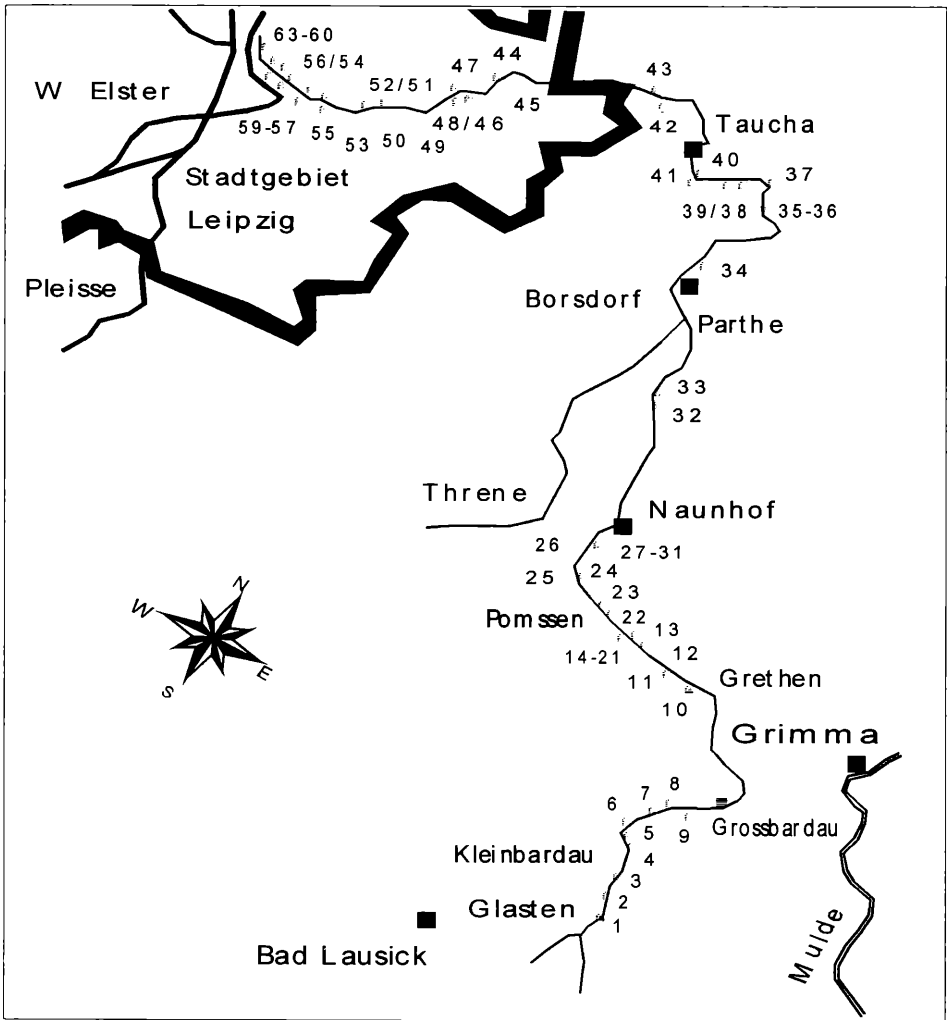 63-60
44
43
56/54
47
W Elster
52/51
45
42
Taucha
59-57
55
53
50
49
48/46
40
41
37
Stadtgebiet
Leipzig
39/38
35-36
34
Pleisse
Borsdorf
Parthe
33
32
Threne
Naunhof
26
27-31
25
24
23
Pomssen
22
13
14-21
12
11
Grethen
10
N
W
E
S
Grimma
8
7
6
5
9
Grossbardau
Kleinbardau
4
3
2
Glasten
1
Bad Lausick
Mulde